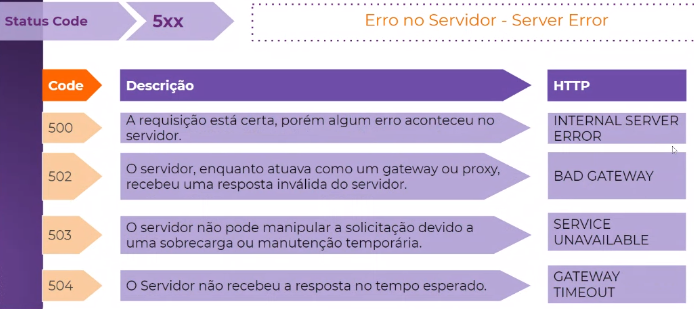 Status Code
5xx
Erro no Servidor - Server Error
Code
Descrição
HTTP
500
A requisição está certa, porém algum erro aconteceu no
servidor.
INTERNAL SERVER
ERROR
502
O servidor, enquanto atuava como um gateway ou proxy,
recebeu uma resposta inválida do servidor.
BAD GATEWAY
503
O servidor não pode manipular a solicitação devido a
uma sobrecarga ou manutenção temporária.
SERVICE
UNAVAILABLE
504
O Servidor não recebeu a resposta no tempo esperado.
GATEWAY
TIMEOUT